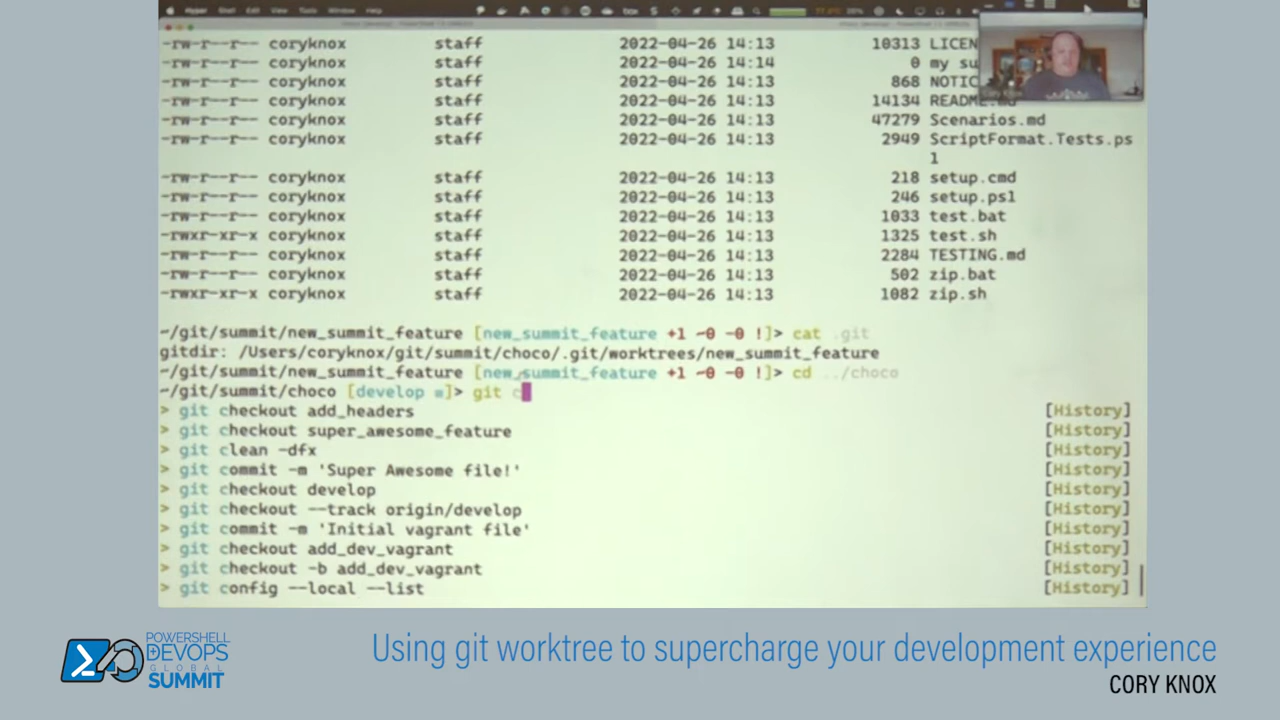 -rw-r--r-- coryknox staff 2022-04-26 14:13 10313 LICEN
-rw-r--r-- coryknox staff 2022-04-26 14:14 0 my su
-rw-r--r-- coryknox staff 2022-04-26 14:13 868 NOTIC
-rw-r--r-- coryknox staff 2022-04-26 14:13 14134 README.md
-rw-r--r-- coryknox staff 2022-04-26 14:13 47279 Scenarios.md
-rw-r--r-- coryknox staff 2022-04-26 14:13 2949 ScriptFormat.Tests.ps
1
-rw-r--r-- coryknox staff 2022-04-26 14:13 218 setup.cmd
-rw-r--r-- coryknox staff 2022-04-26 14:13 246 setup.ps1
-rw-r--r-- coryknox staff 2022-04-26 14:13 1033 test.bat
-rwxr-xr-x coryknox staff 2022-04-26 14:13 1325 test.sh
-rw-r--r-- coryknox staff 2022-04-26 14:13 2284 TESTING.md
-rw-r--r-- coryknox staff 2022-04-26 14:13 502 zip.bat
-rwxr-xr-x coryknox staff 2022-04-26 14:13 1082 zip.sh
~/git/summit/new_summit_feature [new_summit_feature +1 ~0 -0 !]> cat .git
gitdir: /Users/coryknox/git/summit/choco/.git/worktrees/new_summit_feature
~/git/summit/new_summit_feature [new_summit_feature +1 ~0 -0 !]> cd ../choco
~/git/summit/choco [develop ≡]> git c
> git checkout add_headers [History]
> git checkout super_awesome_feature [History]
> git clean -dfx [History]
> git commit -m 'Super Awesome file!' [History]
> git checkout develop [History]
> git checkout --track origin/develop [History]
> git commit -m 'Initial vagrant file' [History]
> git checkout add_dev_vagrant [History]
> git checkout -b add_dev_vagrant [History]
> git config --local --list [History]
POWERSHELL
DEVOPS
GLOBAL
SUMMIT
Using git worktree to supercharge your development experience
CORY KNOX